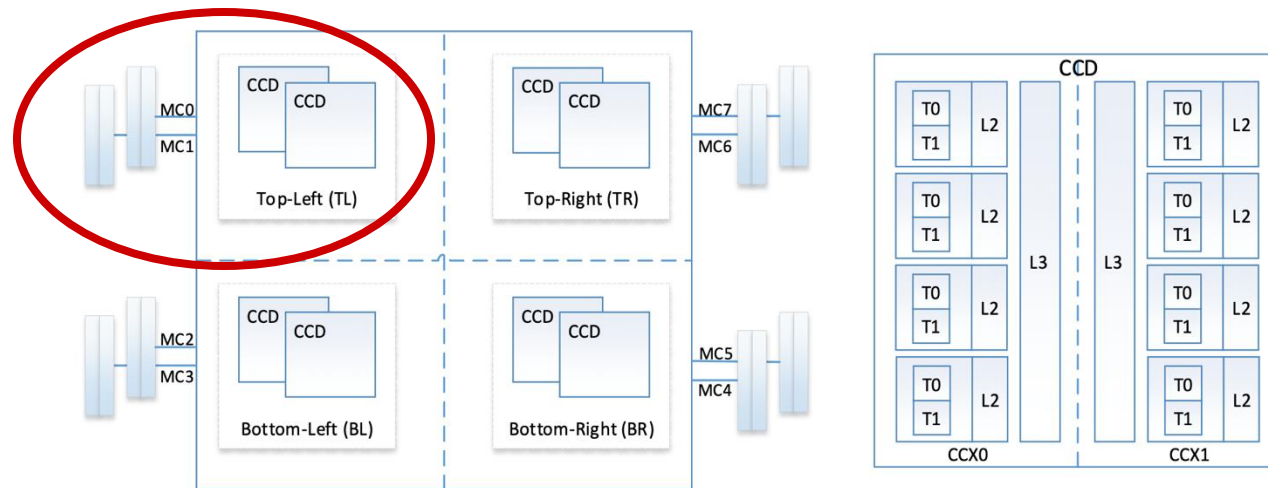 MC0
MC1
CCD
CCD
Top-Left (TL)
CCD
CCD
Top-Right (TR)
MC7
MC6
MC2
MC3
CCD
CCD
Bottom-Left (BL)
CCD
CCD
Bottom-Right (BR)
MC5
MC4
CCD
T0
T1
L2
T0
T1
L2
T0
T1
L2
T0
T1
L2
L3
CCX0
L3
T0
T1
L2
T0
T1
L2
T0
T1
L2
T0
T1
L2
CCX1